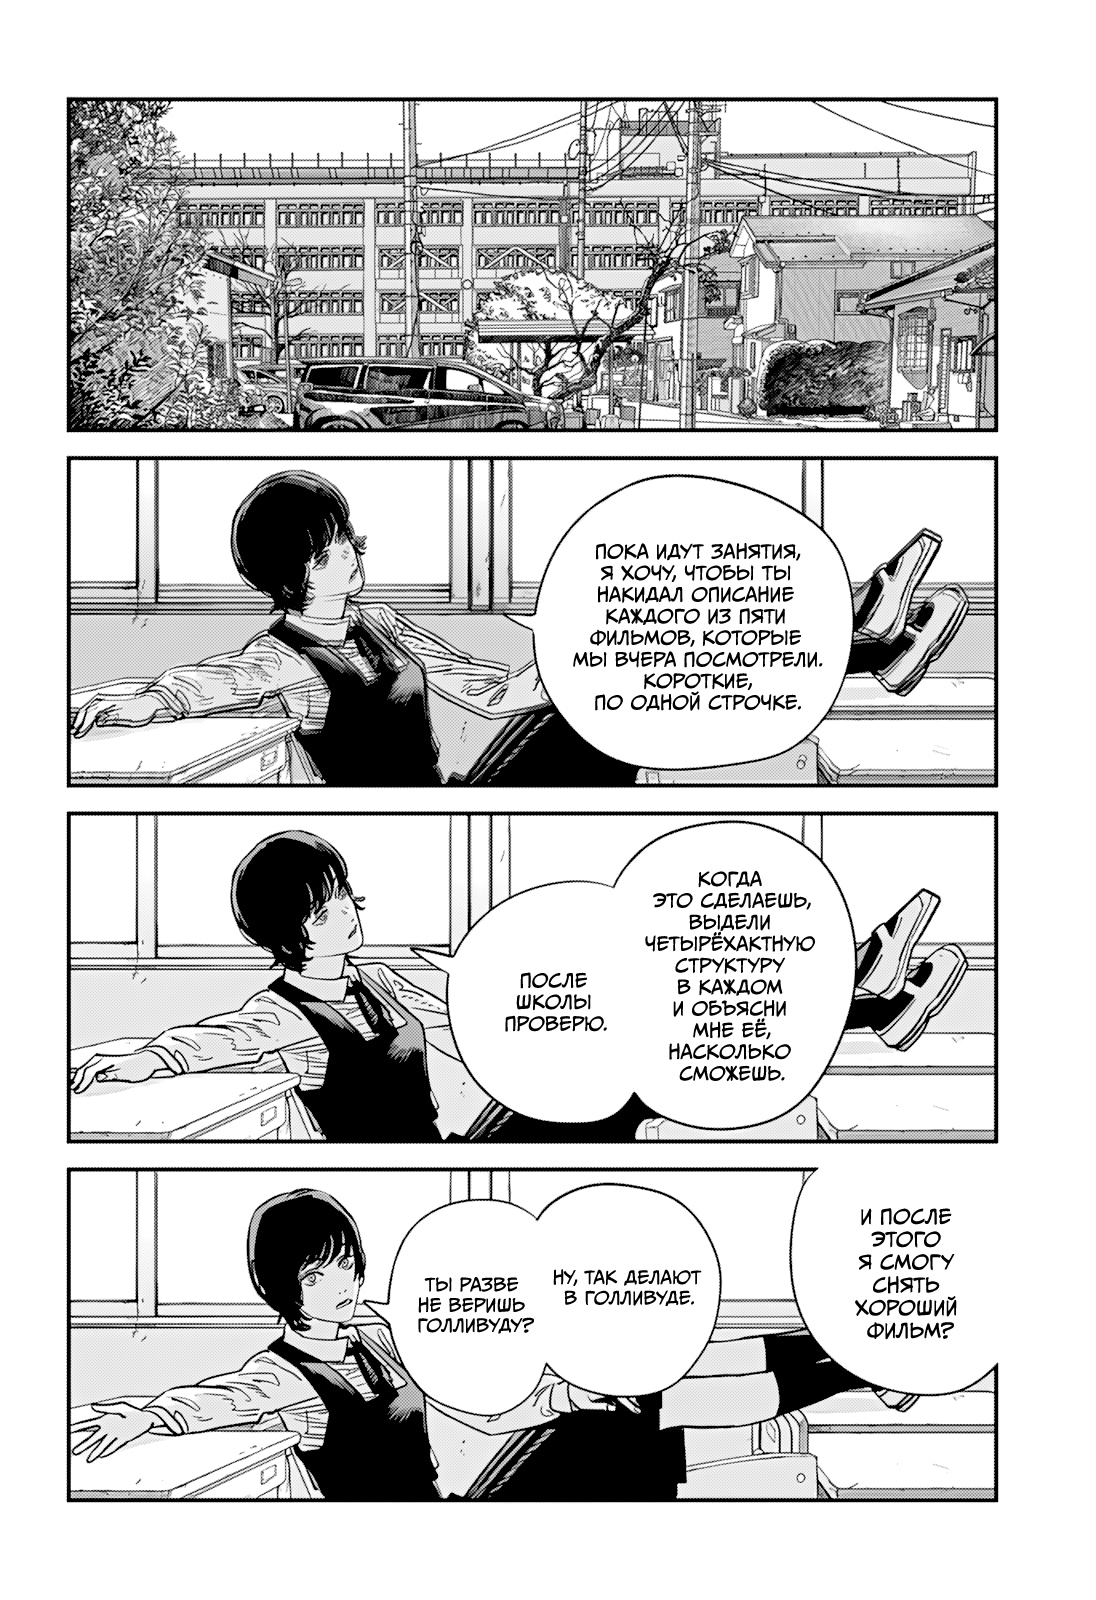 ПОКА ИДУТ ЗАНЯТИЯ,
Я ХОЧУ, ЧТОБЫ ТЫ
НАКИДАЛ ОПИСАНИЕ
КАЖДОГО ИЗ ПЯТИ
ФИЛЬМОВ, КОТОРЫЕ
МЫ ВЧЕРА ПОСМОТРЕЛИ.
КОРОТКИЕ,
ПО ОДНОЙ СТРОЧКЕ.
КОГДА
ЭТО СДЕЛАЕШЬ,
ВЫДЕЛИ
ЧЕТЫРЁХАКТНУЮ
СТРУКТУРУ
В КАЖДОМ
И ОБЪЯСНИ
МНЕ ЕЁ,
НАСКОЛЬКО
СМОЖЕШЬ.
ПОСЛЕ
ШКОЛЫ
ПРОВЕРЮ.
И ПОСЛЕ
ЭТОГО
Я СМОГУ
СНЯТЬ
ХОРОШИЙ
ФИЛЬМ?
НУ, ТАК ДЕЛАЮТ
В ГОЛЛИВУДЕ.
ТЫ РАЗВЕ
НЕ ВЕРИШЬ
ГОЛЛИВУДУ?